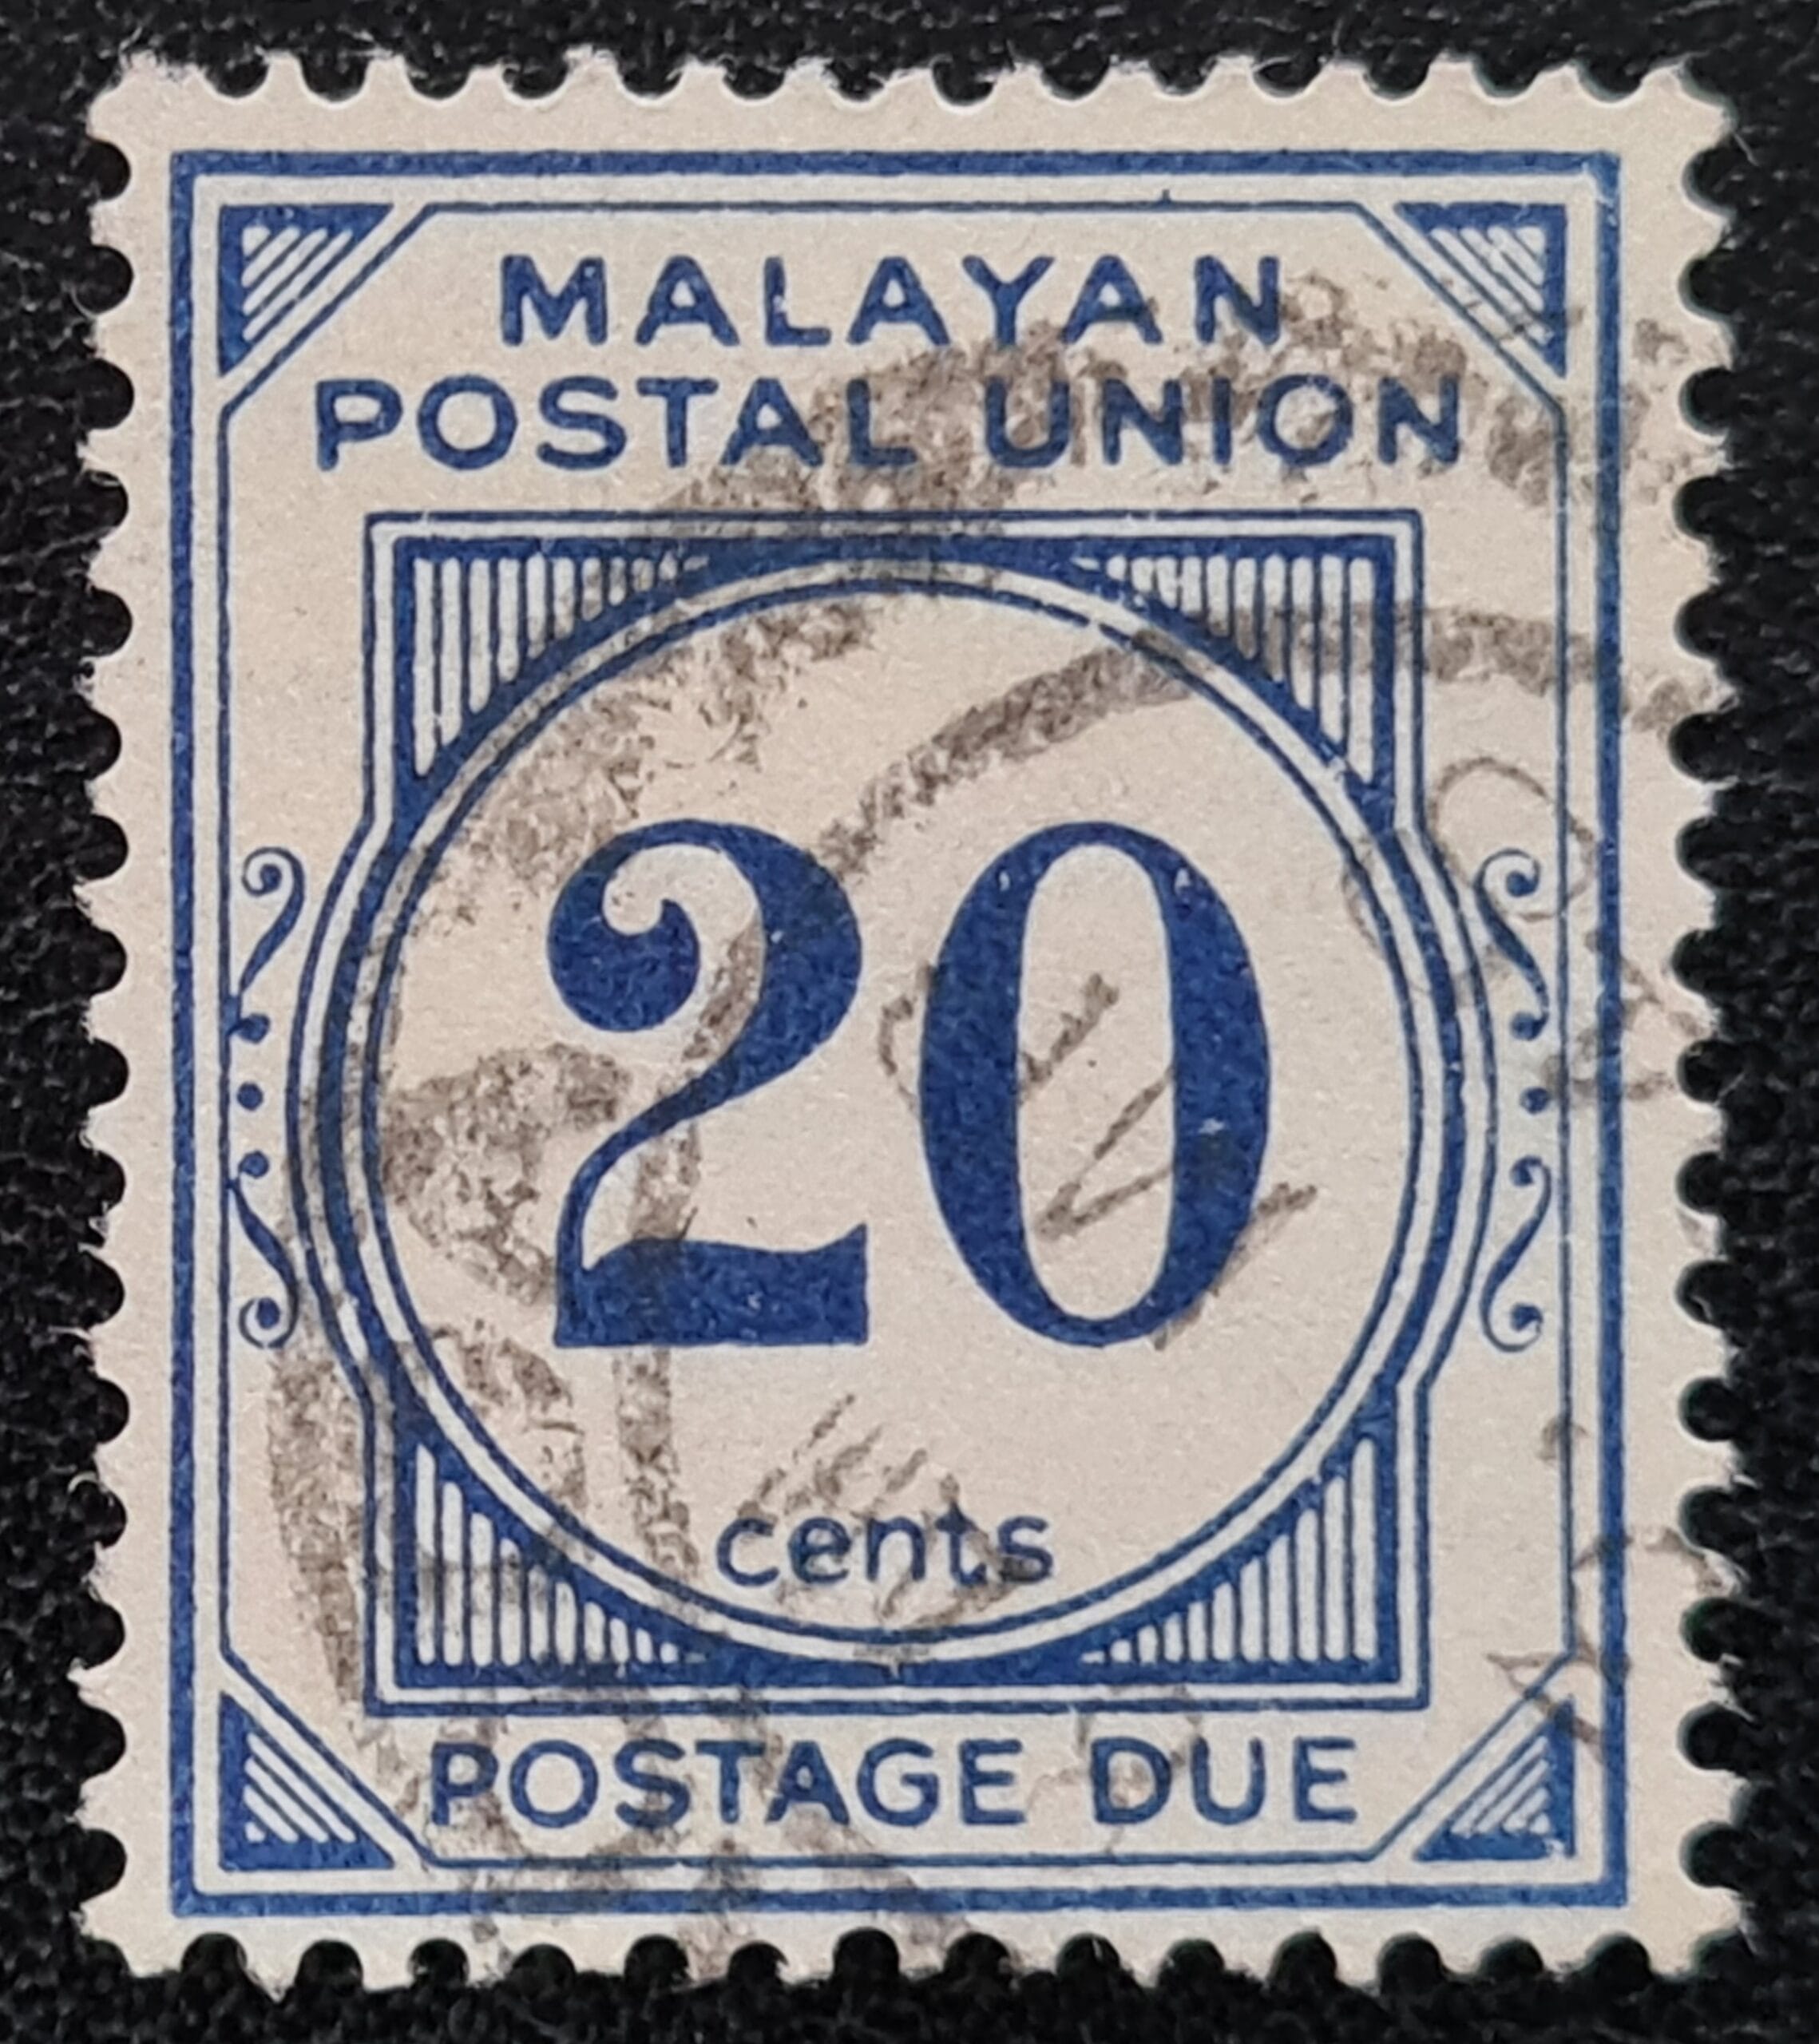 MALAYAN
POSTAL UNION
20
cents
POSTAGE DUE